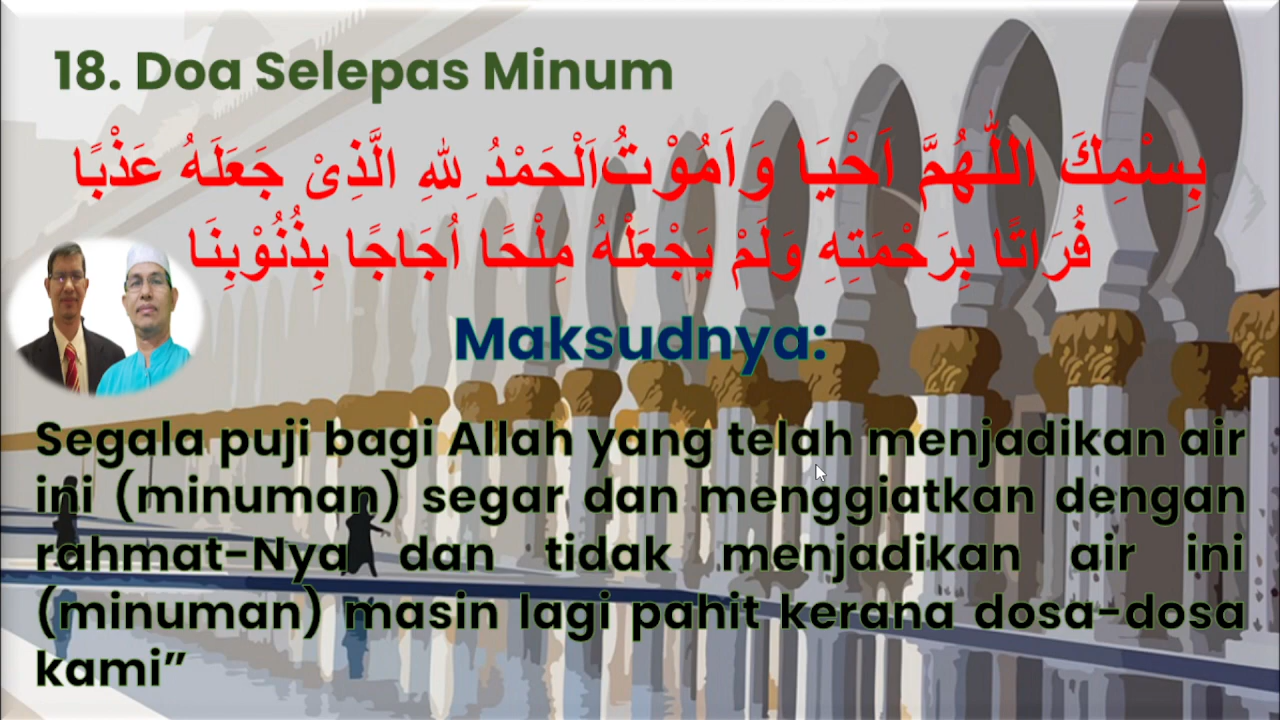 18. Doa Selepas Minum
بِسْمِكَ اللّٰهُمَّ اَحْيَا وَاَمُوْتُاَلْحَمْدُ ِللهِ الَّذِىْ جَعَلَهُ عَذْبًا
فُرَاتًا بِرَحْمَتِهِ وَلَمْ يَجْعَلْهُ مِلْحًا اُجَاجًا بِذُنُوْبِنَا
Maksudnya:
Segala puji bagi Allah yang telah menjadikan air
ini (minuman) segar dan menggiatkan dengan
rahmat-Nya dan tidak menjadikan air ini
(minuman) masin lagi pahit kerana dosa-dosa
kami”